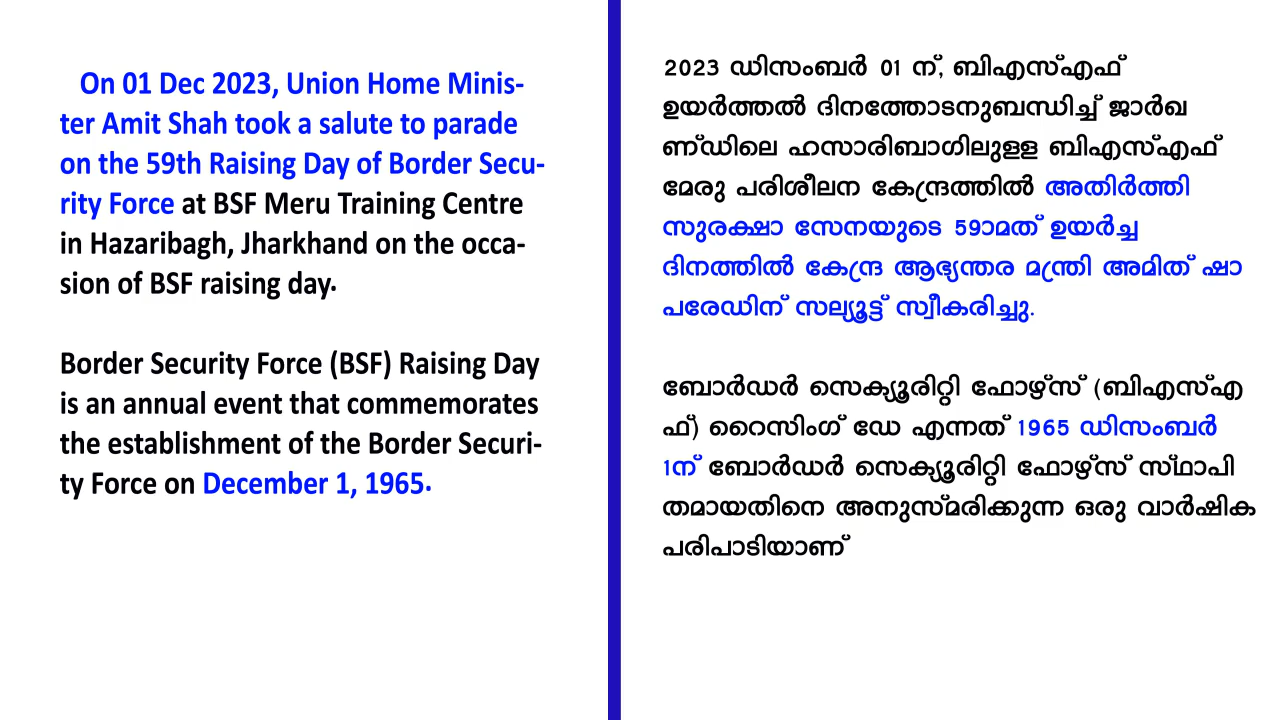 On 01 Dec 2023, Union Home Minis-
ter Amit Shah took a salute to parade
on the 59th Raising Day of Border Secu-
rity Force at BSF Meru Training Centre
in Hazaribagh, Jharkhand on the occa-
sion of BSF raising day.
Border Security Force (BSF) Raising Day
is an annual event that commemorates
the establishment of the Border Securi-
ty Force on December 1, 1965.
2023 ഡിസംബർ 01 ന്, ബിഎസ്എഫ്
ഉയർത്തൽ ദിനത്തോടനുബന്ധിച്ച് ജാർഖ
ണ്ഡിലെ ഹസാരിബാഗിലുളള ബിഎസ്എഫ്
മേരു പരിശീലന കേന്ദ്രത്തിൽ അതിർത്തി
സുരക്ഷാ സേനയുടെ 59ാമത് ഉയർച്ച
ദിനത്തിൽ കേന്ദ്ര ആഭ്യന്തര മന്ത്രി അമിത് ഷാ
പരേഡിന് സല്യൂട്ട് സ്വീകരിച്ചു.
ബോർഡർ സെക്യൂരിറ്റി ഫോഴ്സ് (ബിഎസ്എ
ഫ്) റൈസിംഗ് ഡേ എന്നത് 1965 ഡിസംബർ
1ന് ബോർഡർ സെക്യൂരിറ്റി ഫോഴ്സ് സ്ഥാപി
തമായതിനെ അനുസ്മരിക്കുന്ന ഒരു വാർഷിക
പരിപാടിയാണ്